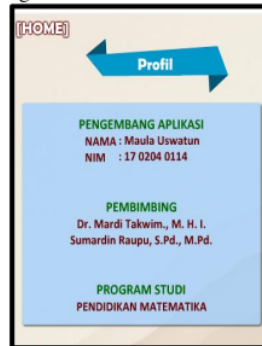 [HOME]
Profil
PENGEMBANG APLIKASI
NAMA : Maula Uswatun
NIM : 17 0204 0114
PEMBIMBING
Dr. Mardi Takwim., M. H. I.
Sumardin Raupu, S.Pd., M.Pd.
PROGRAM STUDI
PENDIDIKAN MATEMATIKA